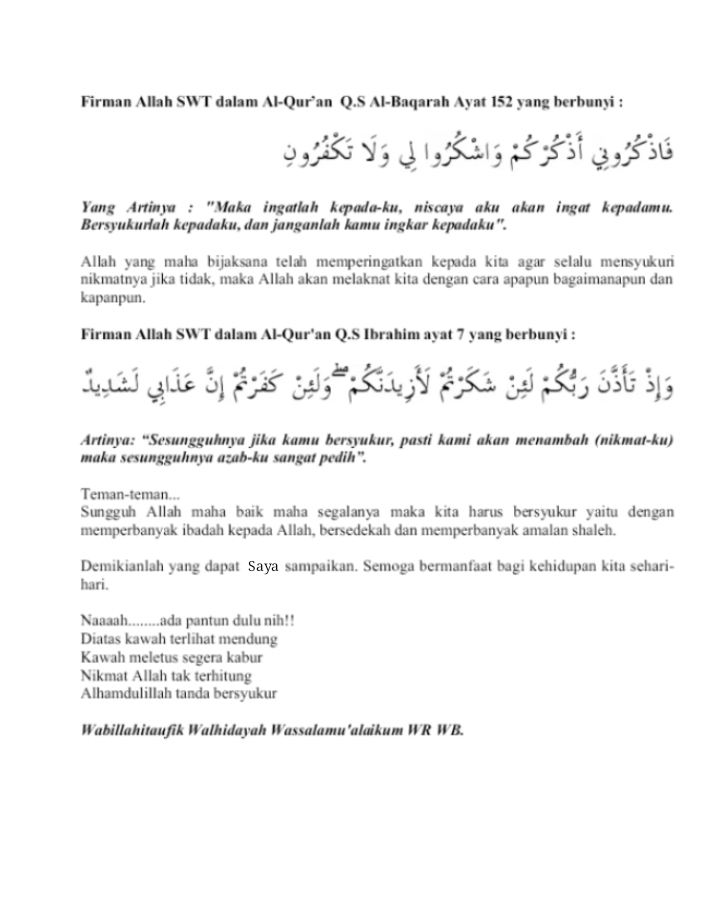 Firman Allah SWT dalam Al-Qur’an Q.S Al-Baqarah Ayat 152 yang berbunyi :
فَاذْكُرُونِي أَذْكُرْكُمْ وَاشْكُرُوا لِي وَلَا تَكْفُرُونِ
Yang Artinya : "Maka ingatlah kepada-ku, niscaya aku akan ingat kepadamu.
Bersyukurlah kepadaku, dan janganlah kamu ingkar kepadaku".
Allah yang maha bijaksana telah memperingatkan kepada kita agar selalu mensyukuri
nikmatnya jika tidak, maka Allah akan melaknat kita dengan cara apapun bagaimanapun dan
kapanpun.
Firman Allah SWT dalam Al-Qur'an Q.S Ibrahim ayat 7 yang berbunyi :
وَإِذْ تَأَذَّنَ رَبُّكُمْ لَئِنْ شَكَرْتُمْ لَأَزِيدَنَّكُمْ ۖ وَلَئِنْ كَفَرْتُمْ إِنَّ عَذَابِي لَشَدِيدٌ
Artinya: “Sesungguhnya jika kamu bersyukur, pasti kami akan menambah (nikmat-ku)
maka sesungguhnya azab-ku sangat pedih”.
Teman-teman...
Sungguh Allah maha baik maha segalanya maka kita harus bersyukur yaitu dengan
memperbanyak ibadah kepada Allah, bersedekah dan memperbanyak amalan shaleh.
Demikianlah yang dapat Saya sampaikan. Semoga bermanfaat bagi kehidupan kita sehari-
hari.
Naaaah........ada pantun dulu nih!!
Diatas kawah terlihat mendung
Kawah meletus segera kabur
Nikmat Allah tak terhitung
Alhamdulillah tanda bersyukur
Wabillahitaufik Walhidayah Wassalamu'alaikum WR WB.